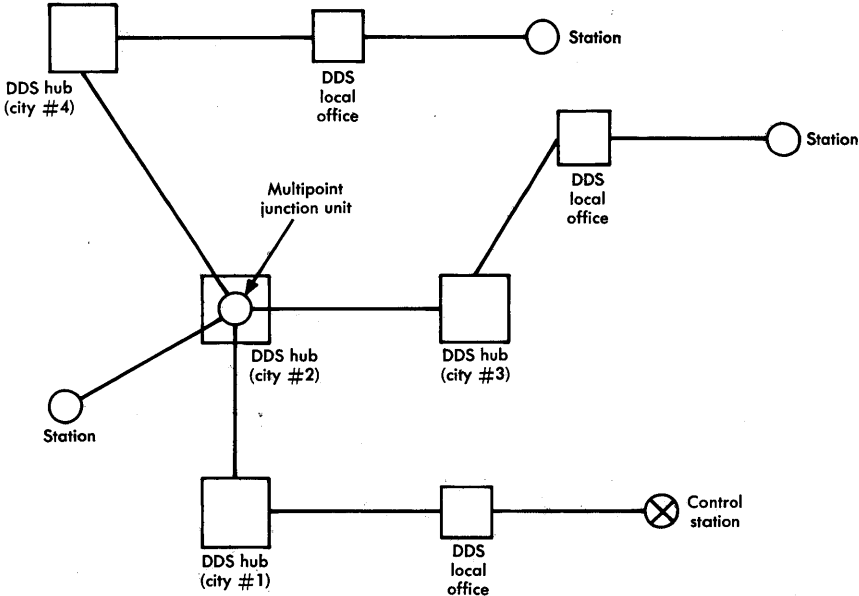 Station
DDS hub
(city #4)
DDS
local
office
Station
DDS
local
office
Multipoint
junction unit
DDS hub
(city #2)
DDS hub
(city #3)
Station
Control
station
DDS hub
(city #1)
DDS
local
office